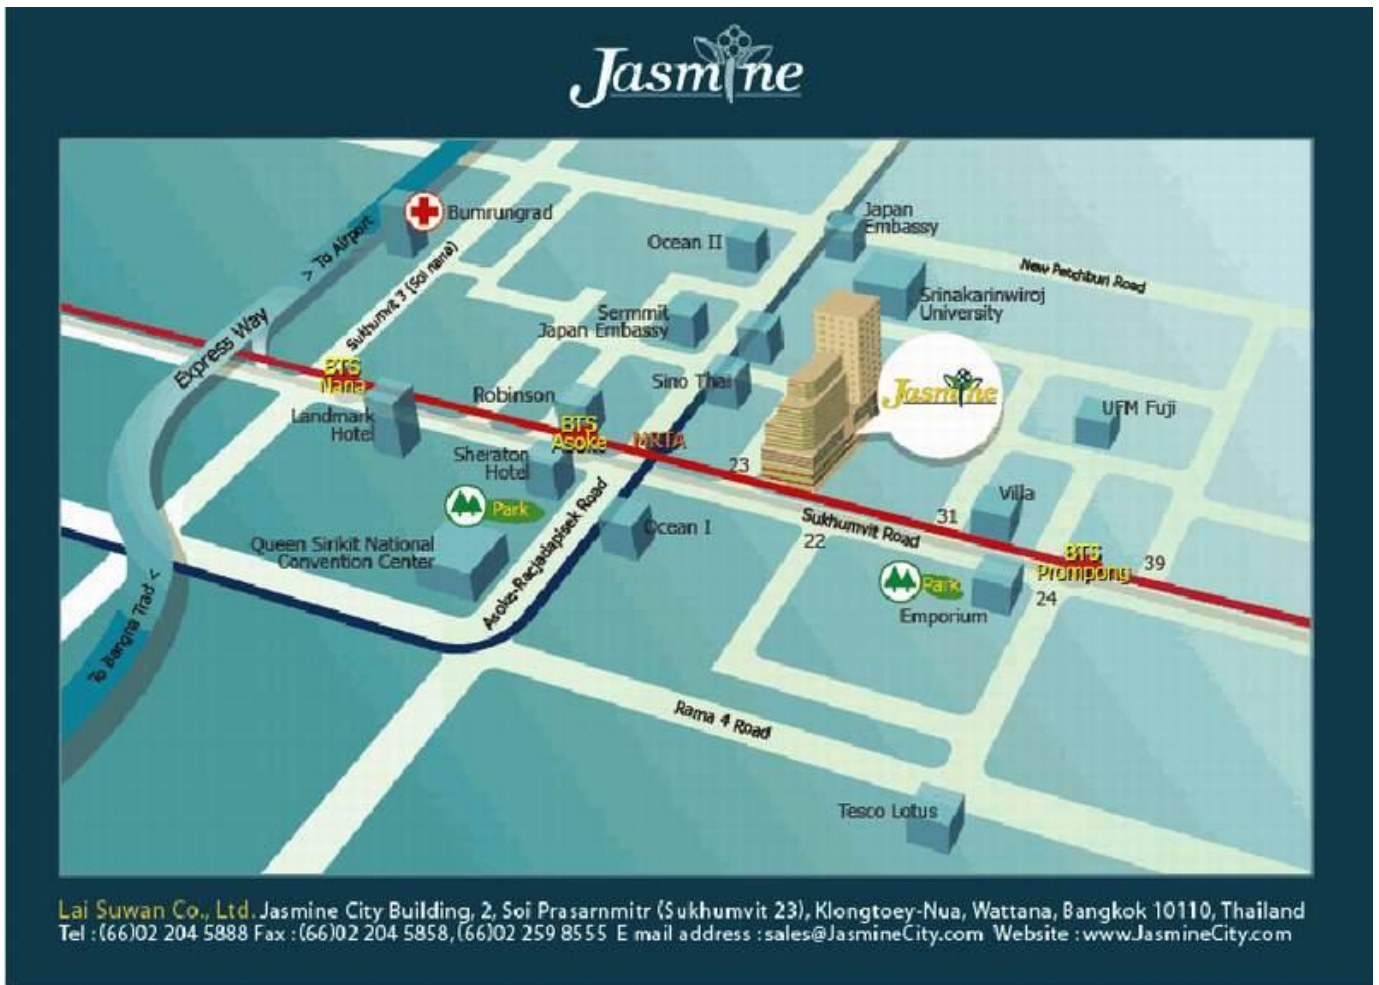 Jasmine
Bumrungrad
> To Airport
Sukhumvit 3 (Soi nana)
Express Way
Ocean II
Japan
Embassy
New Petchburi Road
Srinakarinwiroj
University
Sermmit
Japan Embassy
Sino Thai
Jasmine
UFM Fuji
BTS
Nana
Landmark
Hotel
Robinson
BTS
Asoke
MRTA
Sheraton
Hotel
23
Park
Ocean I
Villa
31
Sukhumvit Road
22
Queen Sirikit National
Convention Center
Asoke-Racjadapisek Road
BTS
Prompong
39
Park
24
Emporium
To Bangna Trad <
Rama 4 Road
Tesco Lotus
Lai Suwan Co., Ltd. Jasmine City Building, 2, Soi Prasarnmitr (Sukhumvit 23), Klongtoey-Nua, Wattana, Bangkok 10110, Thailand
Tel :(66)02 204 5888 Fax :(66)02 204 5858,(66)02 259 8555 E mail address :sales@JasmineCity.com Website :www.JasmineCity.com